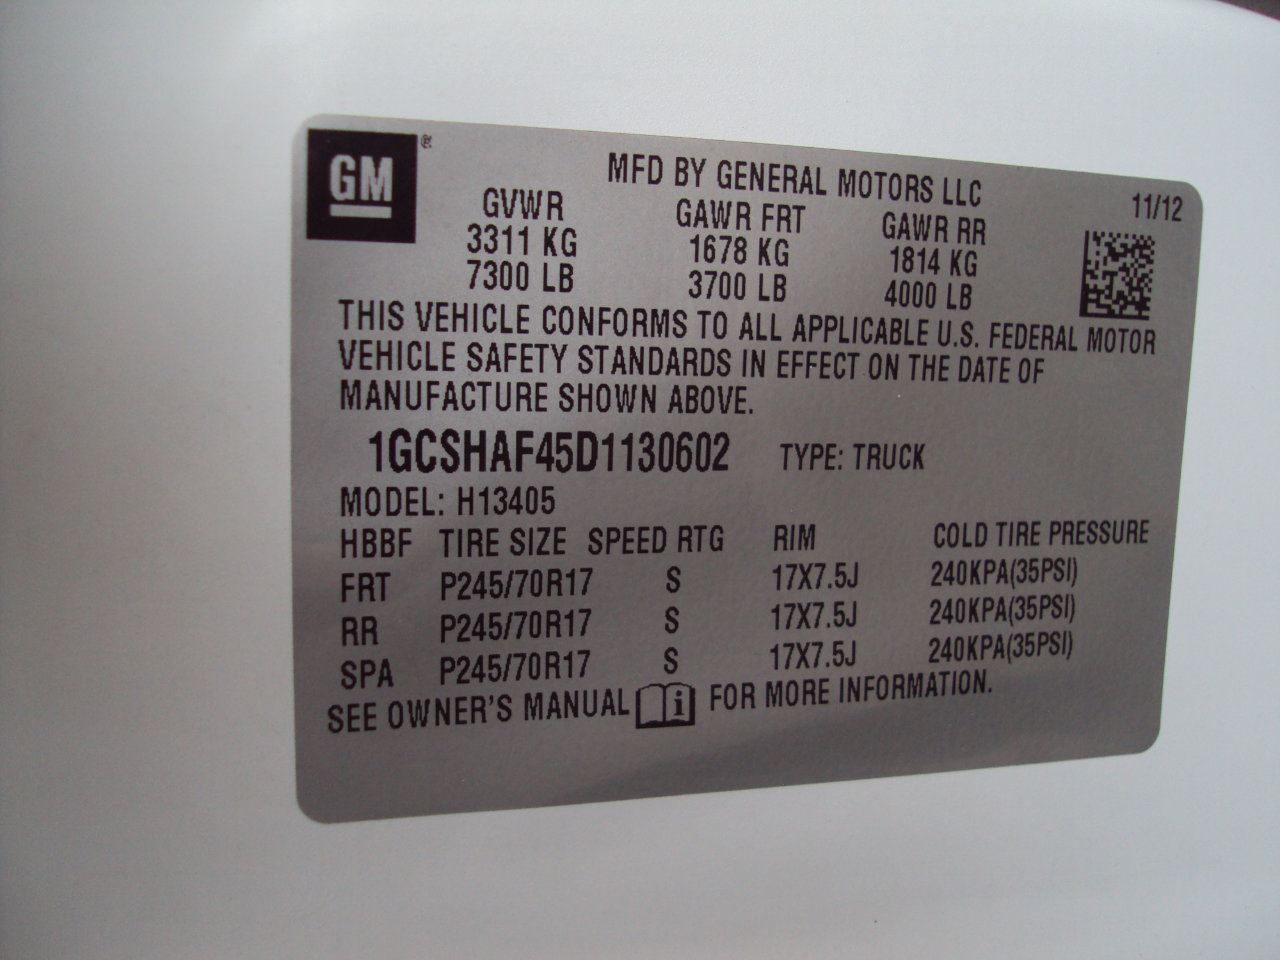 GM®
MFD BY GENERAL MOTORS LLC
11/12
GVWR GAWR FRT GAWR RR
3311 KG 1678 KG 1814 KG
7300 LB 3700 LB 4000 LB
THIS VEHICLE CONFORMS TO ALL APPLICABLE U.S. FEDERAL MOTOR
VEHICLE SAFETY STANDARDS IN EFFECT ON THE DATE OF
MANUFACTURE SHOWN ABOVE.
1GCSHAF45D1130602 TYPE: TRUCK
MODEL: H13405
HBBF TIRE SIZE SPEED RTG RIM COLD TIRE PRESSURE
FRT P245/70R17 S 17X7.5J 240KPA(35PSI)
RR P245/70R17 S 17X7.5J 240KPA(35PSI)
SPA P245/70R17 S 17X7.5J 240KPA(35PSI)
SEE OWNER'S MANUAL i FOR MORE INFORMATION.